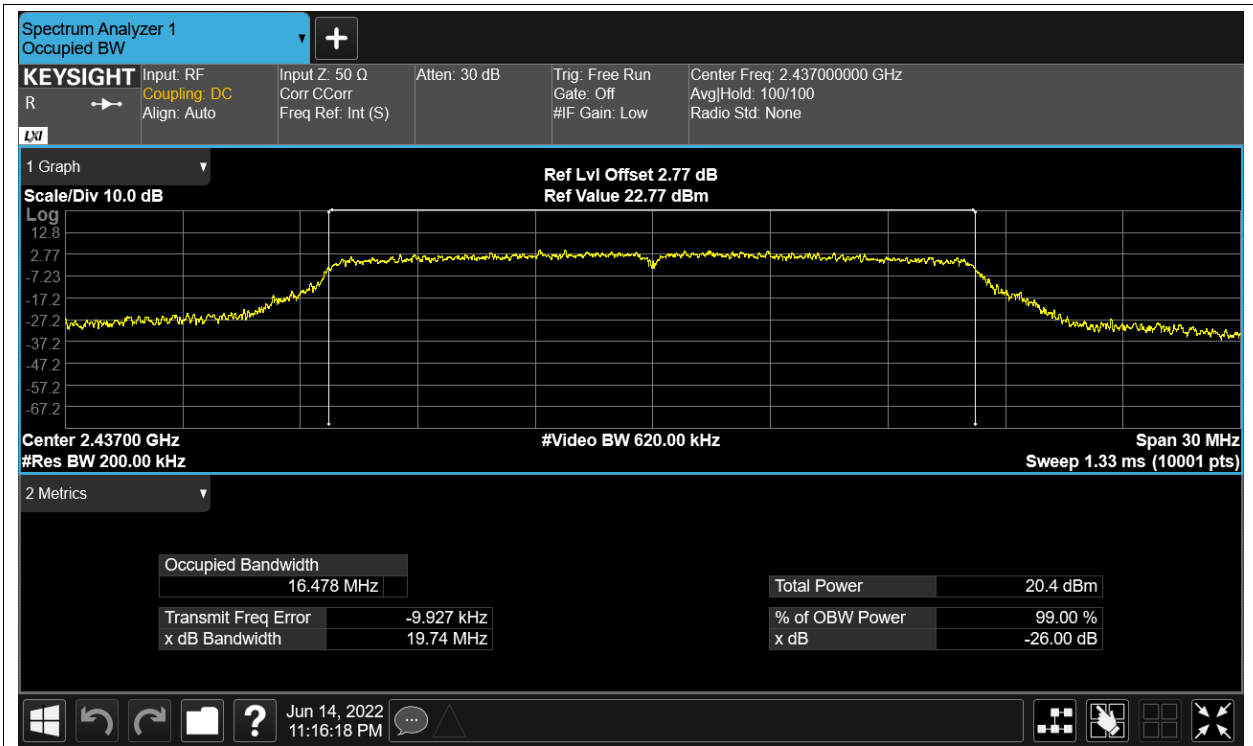 Spectrum Analyzer 1
Occupied BW
KEYSIGHT
R
LXI
Input: RF
Coupling: DC
Align: Auto
Input Z: 50 Ω
Corr CCorr
Freq Ref: Int (S)
Atten: 30 dB
Trig: Free Run
Gate: Off
#IF Gain: Low
Center Freq: 2.437000000 GHz
Avg|Hold: 100/100
Radio Std: None
1 Graph
Scale/Div 10.0 dB
Ref Lvl Offset 2.77 dB
Ref Value 22.77 dBm
Log
12.8
2.77
-7.23
-17.2
-27.2
-37.2
-47.2
-57.2
-67.2
Center 2.43700 GHz
#Res BW 200.00 kHz
#Video BW 620.00 kHz
Span 30 MHz
Sweep 1.33 ms (10001 pts)
2 Metrics
Occupied Bandwidth
16.478 MHz
Transmit Freq Error -9.927 kHz
x dB Bandwidth 19.74 MHz
Total Power 20.4 dBm
% of OBW Power 99.00 %
x dB -26.00 dB
?
Jun 14, 2022
11:16:18 PM